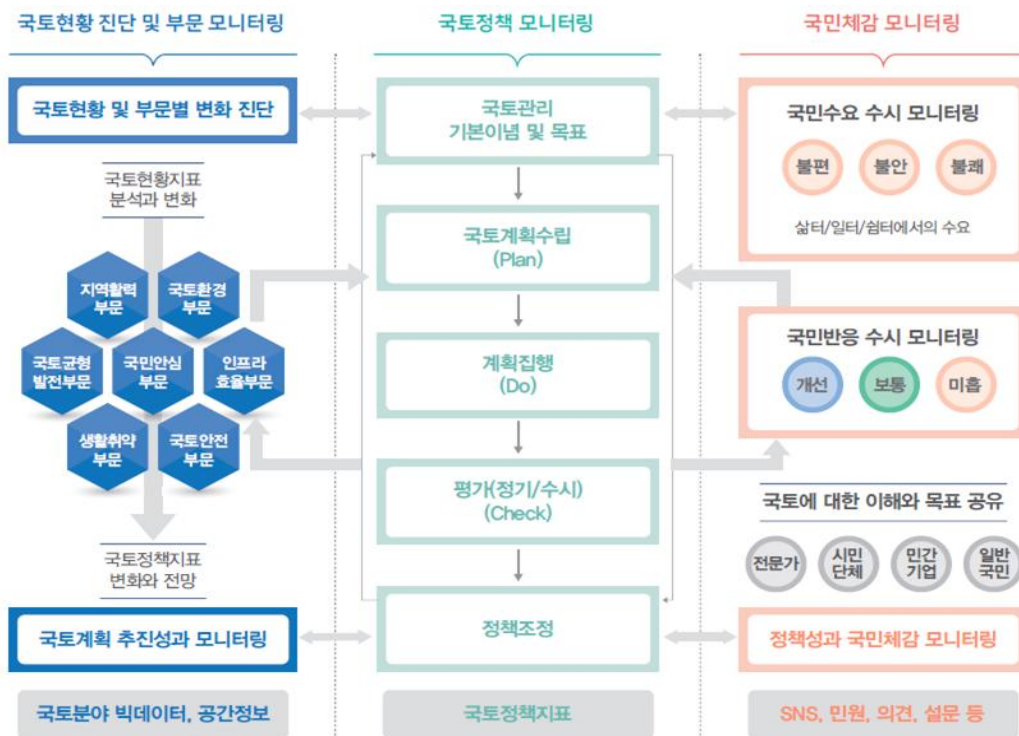 국토현황 진단 및 부문 모니터링
국토현황 및 부문별 변화 진단
국토현황지표
분석과 변화
지역활력
부문
국토환경
부문
국토균형
발전부문
국민안심
부문
인프라
효율부문
생활취약
부문
국토안전
부문
국토정책지표
변화와 전망
국토계획 추진성과 모니터링
국토분야 빅데이터, 공간정보
국토정책 모니터링
국토관리
기본이념 및 목표
국토계획수립
(Plan)
계획집행
(Do)
평가(정기/수시)
(Check)
정책조정
국토정책지표
국민체감 모니터링
국민수요 수시 모니터링
불편
불안
불쾌
삶터/일터/쉼터에서의 수요
국민반응 수시 모니터링
개선
보통
미흡
국토에 대한 이해와 목표 공유
전문가
시민
단체
민간
기업
일반
국민
정책성과 국민체감 모니터링
SNS, 민원, 의견, 설문 등